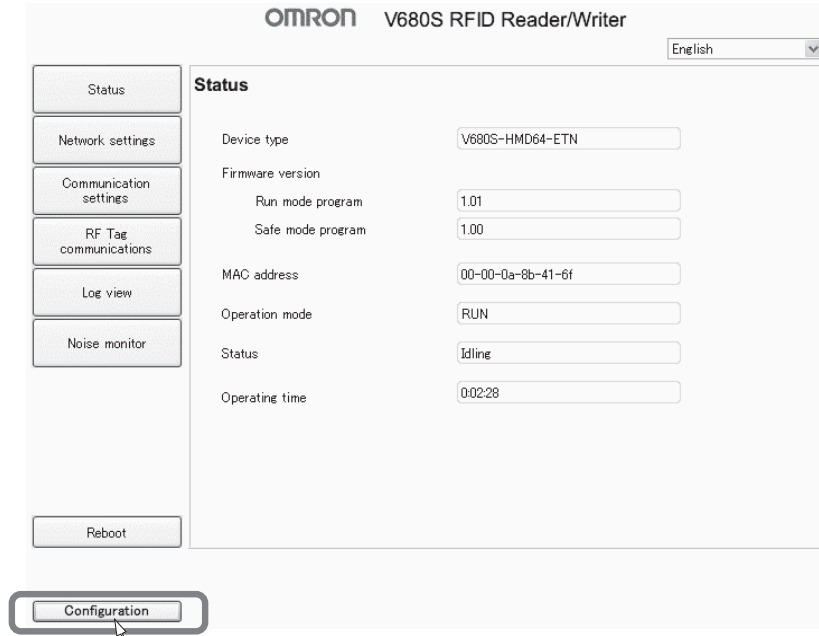 OMRON V680S RFID Reader/Writer
English
Status
Network settings
Communication
settings
RF Tag
communications
Log view
Noise monitor
Reboot
Configuration
Status
Device type V680S-HMD64-ETN
Firmware version
Run mode program 1.01
Safe mode program 1.00
MAC address 00-00-0a-8b-41-6f
Operation mode RUN
Status Idling
Operating time 0:02:28